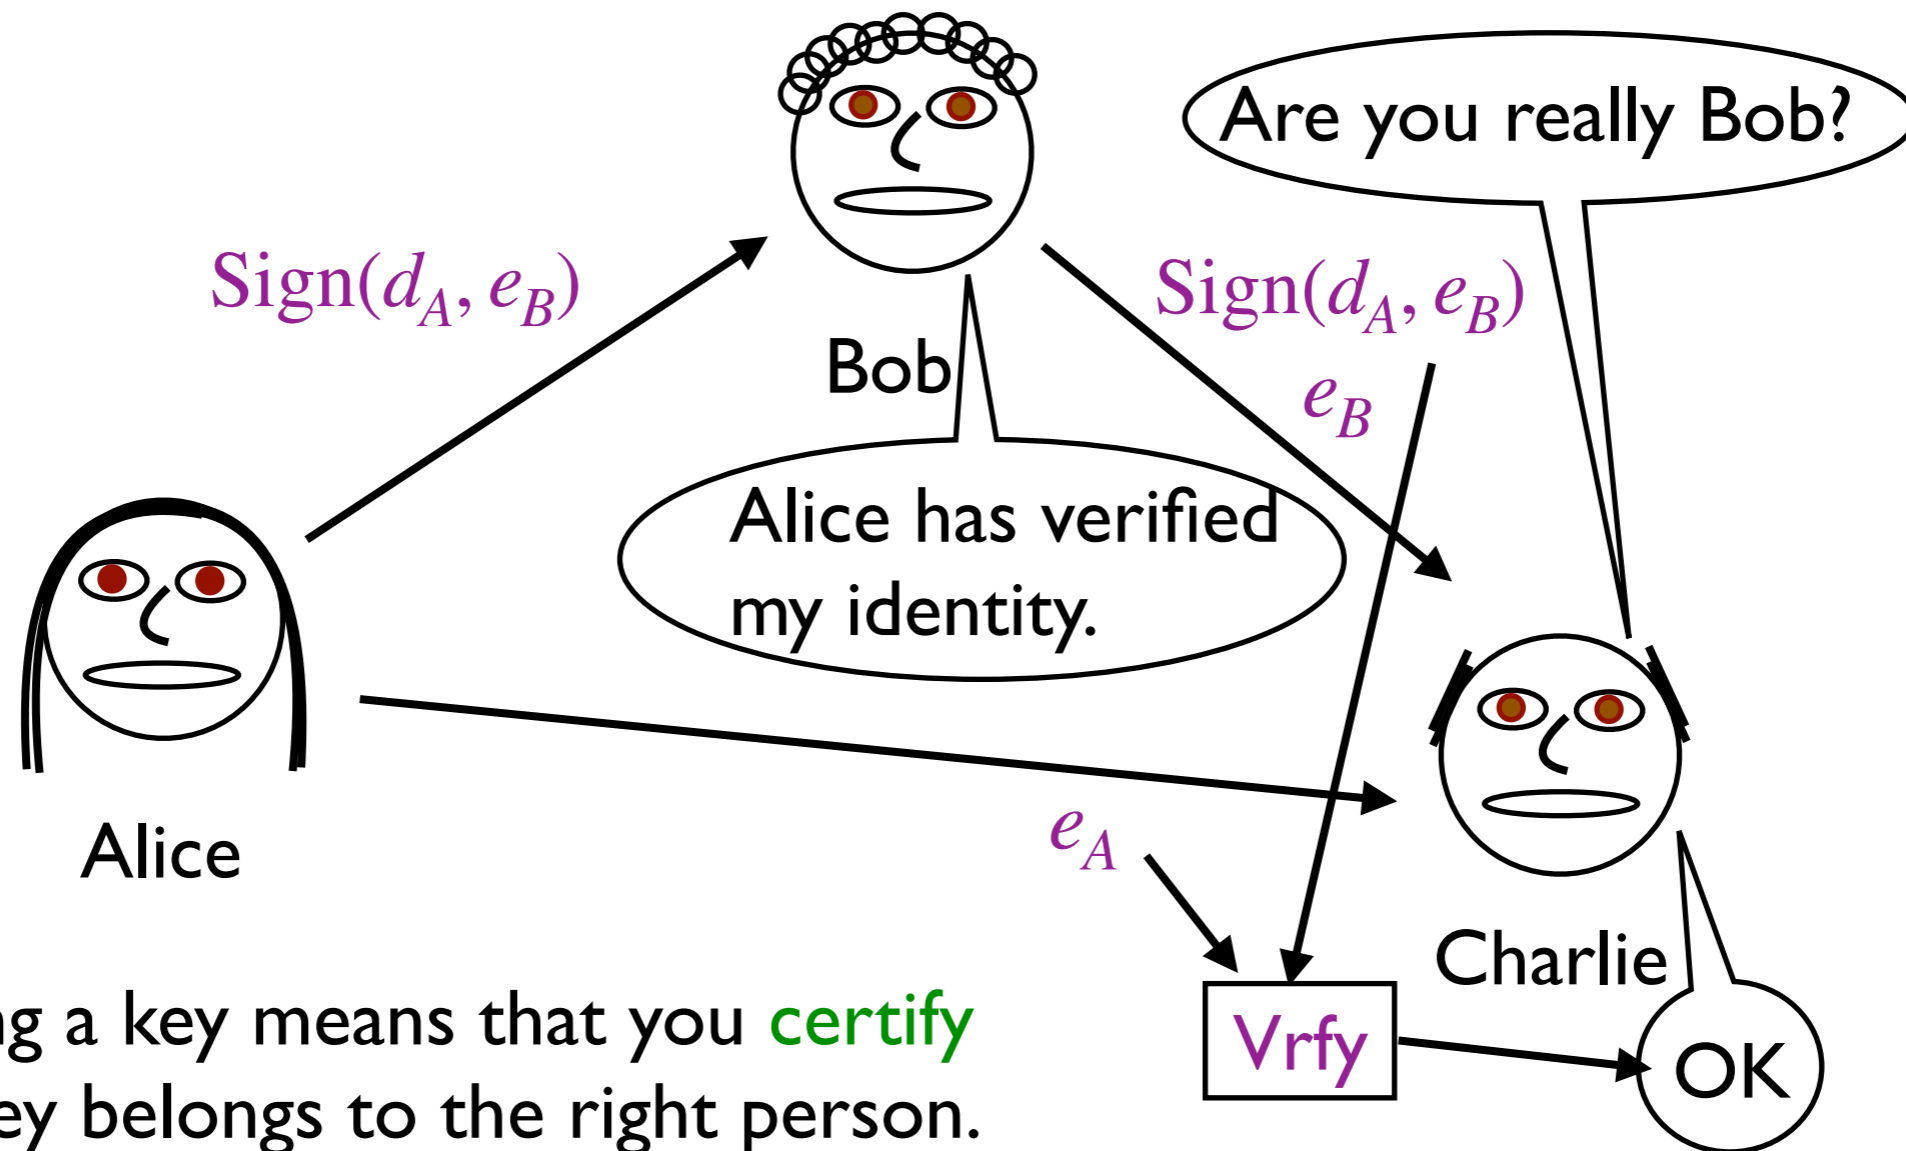 Are you really Bob?
Sign(d_A, e_B)
Sign(d_A, e_B)
Bob
e_B
Alice has verified
my identity.
e_A
Alice
Charlie
a key means that you certify
belongs to the right person.
Vrfy
OK